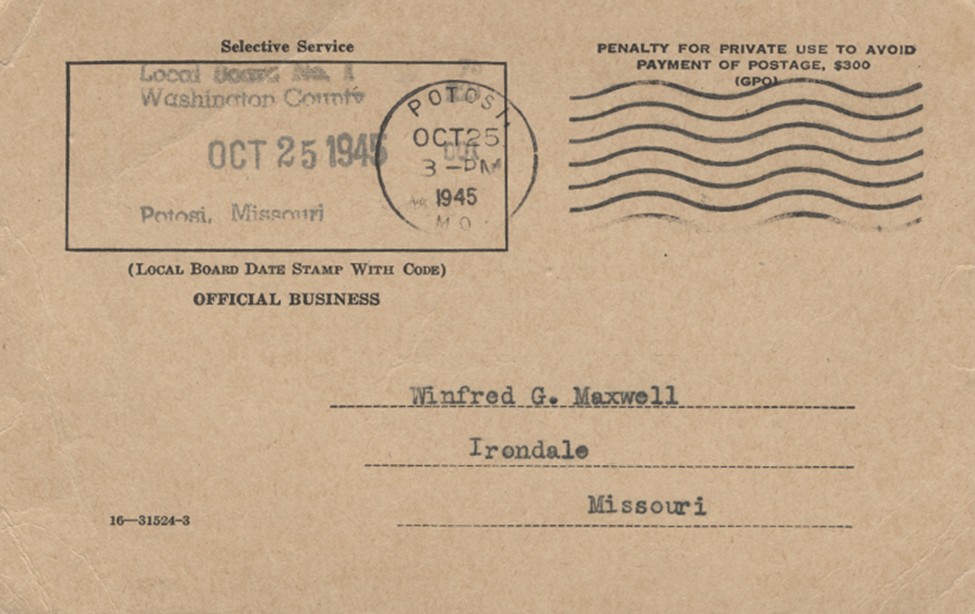 Selective Service
Local Board No. 1
Washington County
OCT 25 1945
Potosi, Missouri
POTOSI,
OCT 25
3 - PM
1945
MO.
PENALTY FOR PRIVATE USE TO AVOID
PAYMENT OF POSTAGE, $300
(GPO)
(LOCAL BOARD DATE STAMP WITH CODE)
OFFICIAL BUSINESS
Winfred G. Maxwell
Irondale
Missouri
16—31524-3